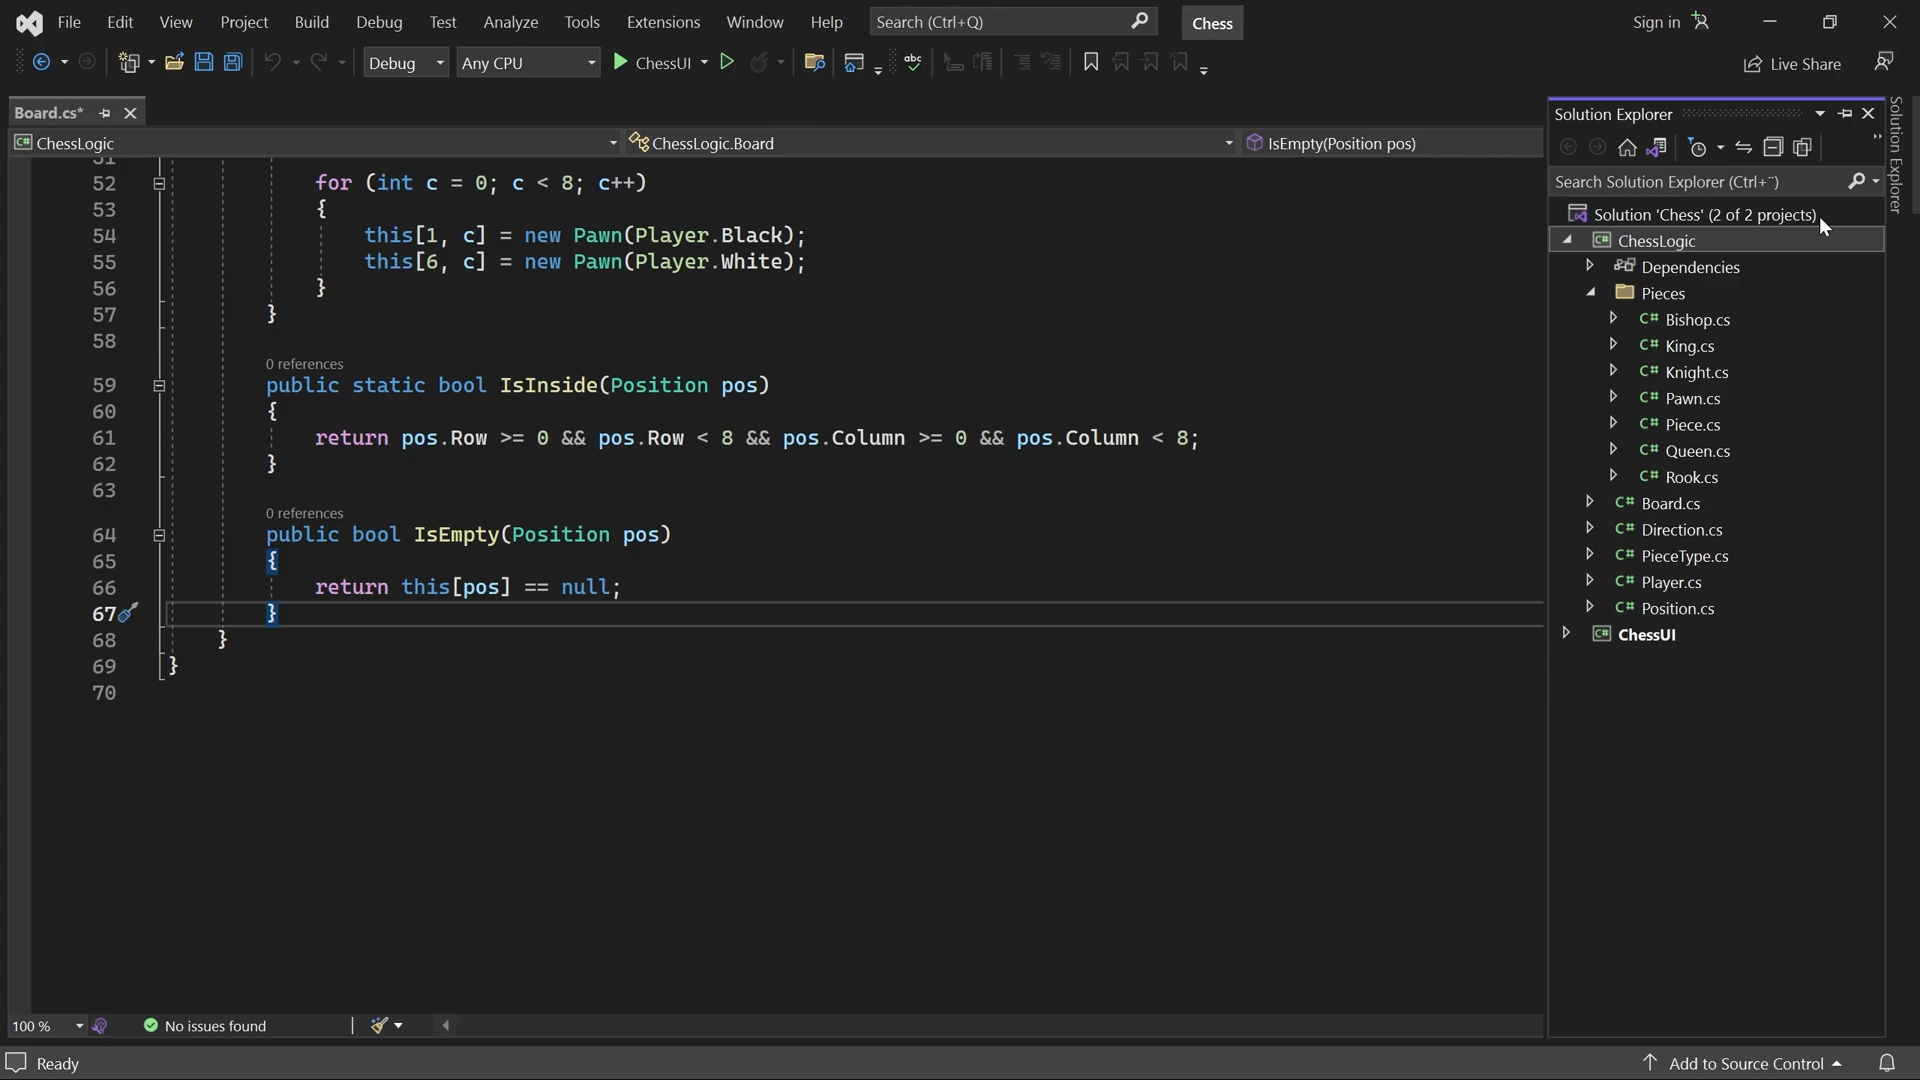 File Edit View Project Build Debug Test Analyze Tools Extensions Window Help Search (Ctrl+Q) Chess Sign in
Debug Any CPU ChessUI Live Share
Board.cs*
ChessLogic ChessLogic.Board IsEmpty(Position pos)
51
52 for (int c = 0; c < 8; c++)
53 {
54 this[1, c] = new Pawn(Player.Black);
55 this[6, c] = new Pawn(Player.White);
56 }
57 }
58
0 references
59 public static bool IsInside(Position pos)
60 {
61 return pos.Row >= 0 && pos.Row < 8 && pos.Column >= 0 && pos.Column < 8;
62 }
63
0 references
64 public bool IsEmpty(Position pos)
65 {
66 return this[pos] == null;
67 }
68 }
69 }
70
100 % No issues found
Solution Explorer
Search Solution Explorer (Ctrl+¨)
Solution 'Chess' (2 of 2 projects)
C# ChessLogic
Dependencies
Pieces
C# Bishop.cs
C# King.cs
C# Knight.cs
C# Pawn.cs
C# Piece.cs
C# Queen.cs
C# Rook.cs
C# Board.cs
C# Direction.cs
C# PieceType.cs
C# Player.cs
C# Position.cs
C# ChessUI
Solution Explorer
Ready Add to Source Control